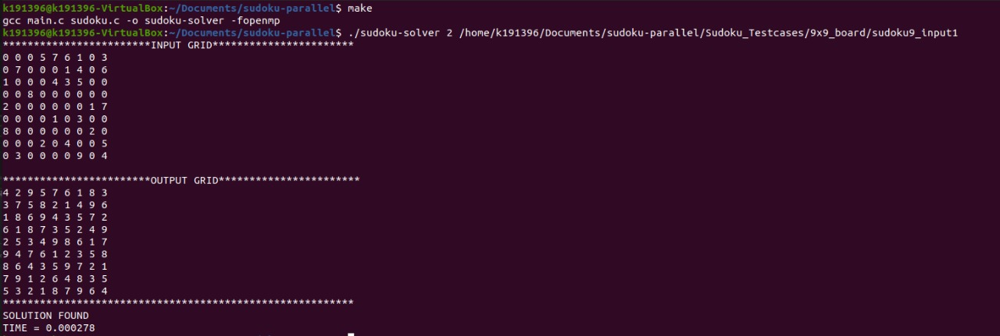 k191396@k191396-VirtualBox:~/Documents/sudoku-parallel$ make
gcc main.c sudoku.c -o sudoku-solver -fopenmp
k191396@k191396-VirtualBox:~/Documents/sudoku-parallel$ ./sudoku-solver 2 /home/k191396/Documents/sudoku-parallel/Sudoku_Testcases/9x9_board/sudoku9_input1
************************INPUT GRID***********************
0 0 0 5 7 6 1 0 3
0 7 0 0 0 1 4 0 6
1 0 0 0 4 3 5 0 0
0 0 8 0 0 0 0 0 0
2 0 0 0 0 0 0 1 7
0 0 0 0 1 0 3 0 0
8 0 0 0 0 0 0 2 0
0 0 0 2 0 4 0 0 5
0 3 0 0 0 0 9 0 4
************************OUTPUT GRID***********************
4 2 9 5 7 6 1 8 3
3 7 5 8 2 1 4 9 6
1 8 6 9 4 3 5 7 2
6 1 8 7 3 5 2 4 9
2 5 3 4 9 8 6 1 7
9 4 7 6 1 2 3 5 8
8 6 4 3 5 9 7 2 1
7 9 1 2 6 4 8 3 5
5 3 2 1 8 7 9 6 4
*********************************************************
SOLUTION FOUND
TIME = 0.000278